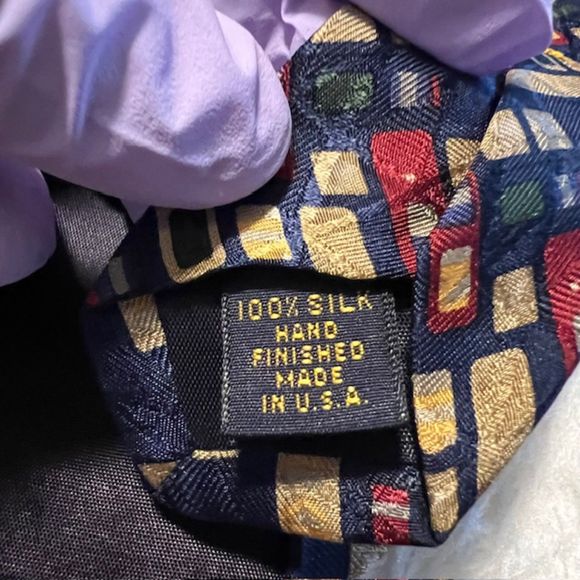 100% SILK
HAND
FINISHED
MADE
IN U.S.A.